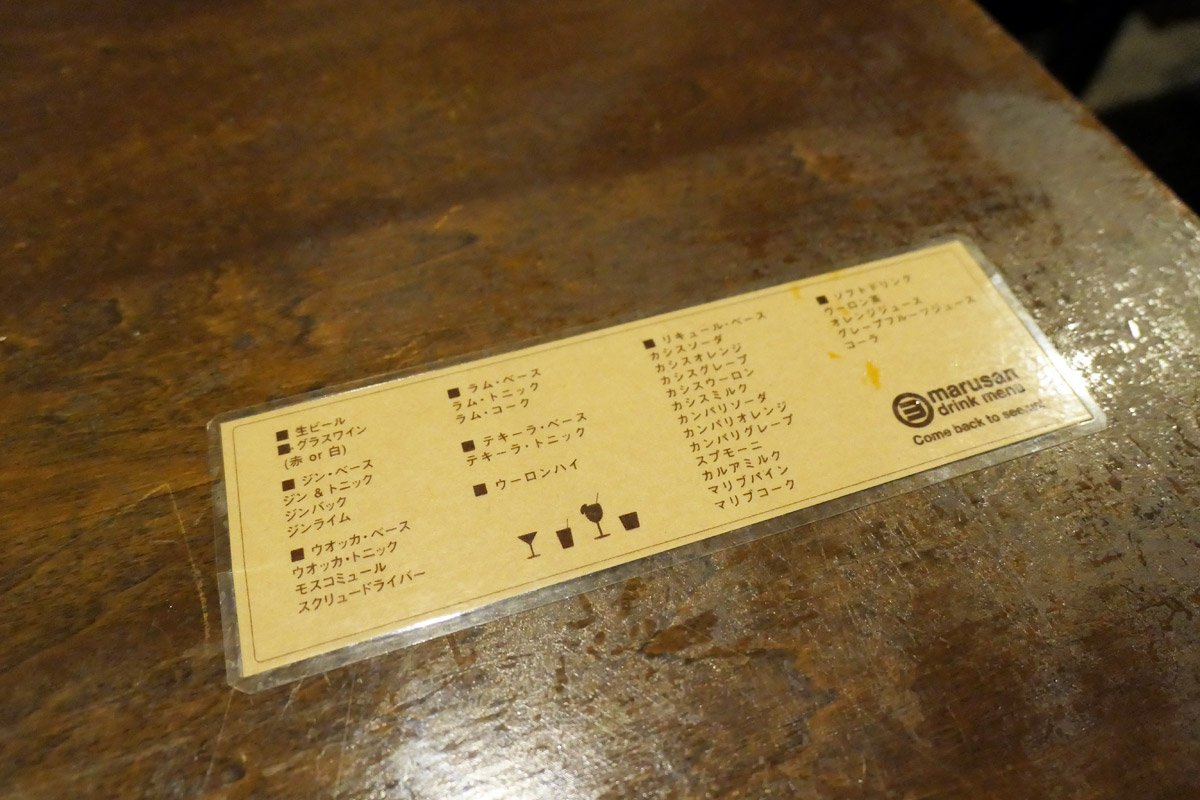 ■ 生ビール
■ グラスワイン
(赤 or 白)
■ ジン・ベース
ジン & トニック
ジンバック
ジンライム
■ ウオッカ・ベース
ウオッカ・トニック
モスコミュール
スクリュードライバー
■ ラム・ベース
ラム・トニック
ラム・コーク
■ テキーラ・ベース
テキーラ・トニック
■ ウーロンハイ
■ リキュール・ベース
カシスソーダ
カシスオレンジ
カシスグレープ
カシスウーロン
カシスミルク
カンパリソーダ
カンパリオレンジ
カンパリグレープ
スプモーニ
カルアミルク
マリブパイン
マリブコーク
■ ソフトドリンク
ウーロン茶
オレンジジュース
グレープフルーツジュース
コーラ
marusan
drink menu
Come back to see